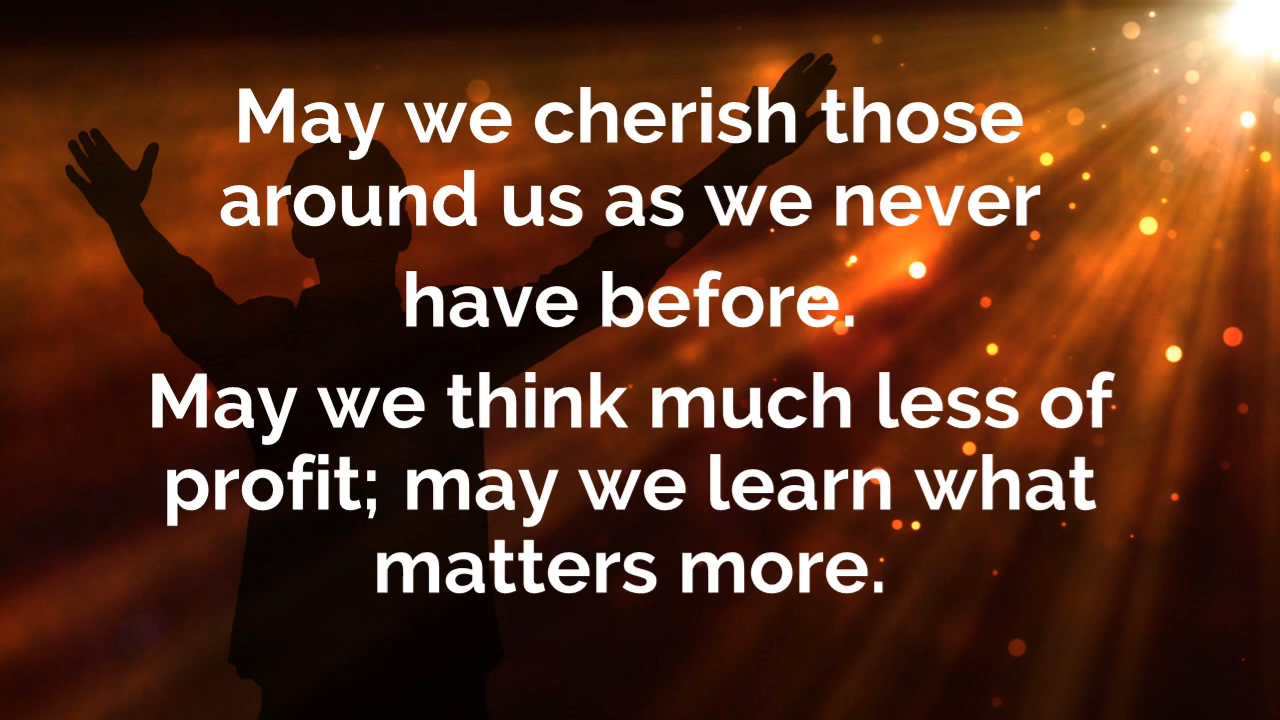 May we cherish those
around us as we never
have before.
May we think much less of
profit; may we learn what
matters more.